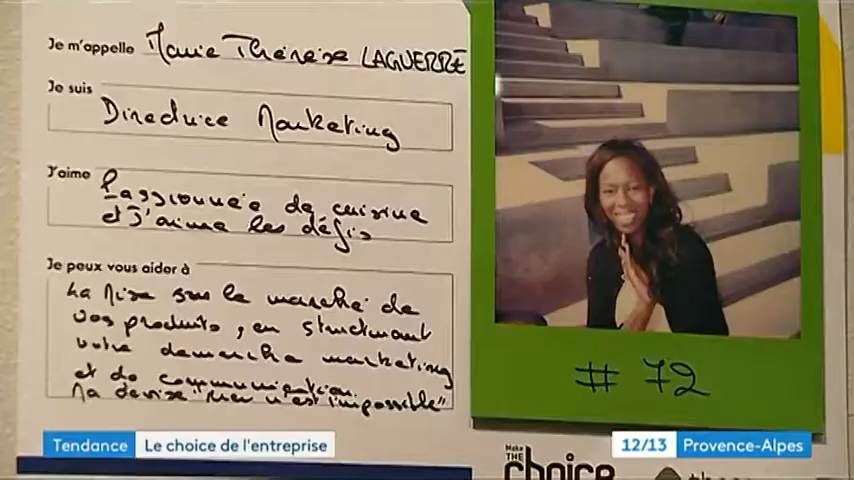 Je m'appelle Marie Thérèse LAGUERRE
Je suis
Directrice Marketing
J'aime
Passionnée de cuisine
et J'aime les défis
Je peux vous aider à
La Mise sur le marché de
vos produits, en structurant
votre demarche marketing
et de communication.
Ma devise "Rien n'est impossible"
# 72
Tendance Le choice de l'entreprise
12/13 Provence-Alpes
Make
THE
choice